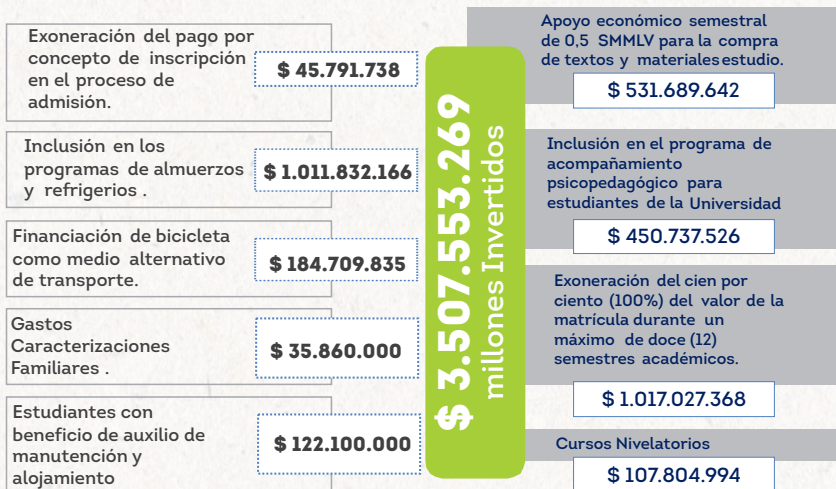 Exoneración del pago por
concepto de inscripción
en el proceso de
admisión.
$ 45.791.738
Inclusión en los
programas de almuerzos
y refrigerios .
$ 1.011.832.166
Financiación de bicicleta
como medio alternativo
de transporte.
$ 184.709.835
Gastos
Caracterizaciones
Familiares .
$ 35.860.000
Estudiantes con
beneficio de auxilio de
manutención y
alojamiento
$ 122.100.000
$ 3.507.553.269
millones Invertidos
Apoyo económico semestral
de 0,5 SMMLV para la compra
de textos y materiales estudio.
$ 531.689.642
Inclusión en el programa de
acompañamiento
psicopedagógico para
estudiantes de la Universidad
$ 450.737.526
Exoneración del cien por
ciento (100%) del valor de la
matrícula durante un
máximo de doce (12)
semestres académicos.
$ 1.017.027.368
Cursos Nivelatorios
$ 107.804.994